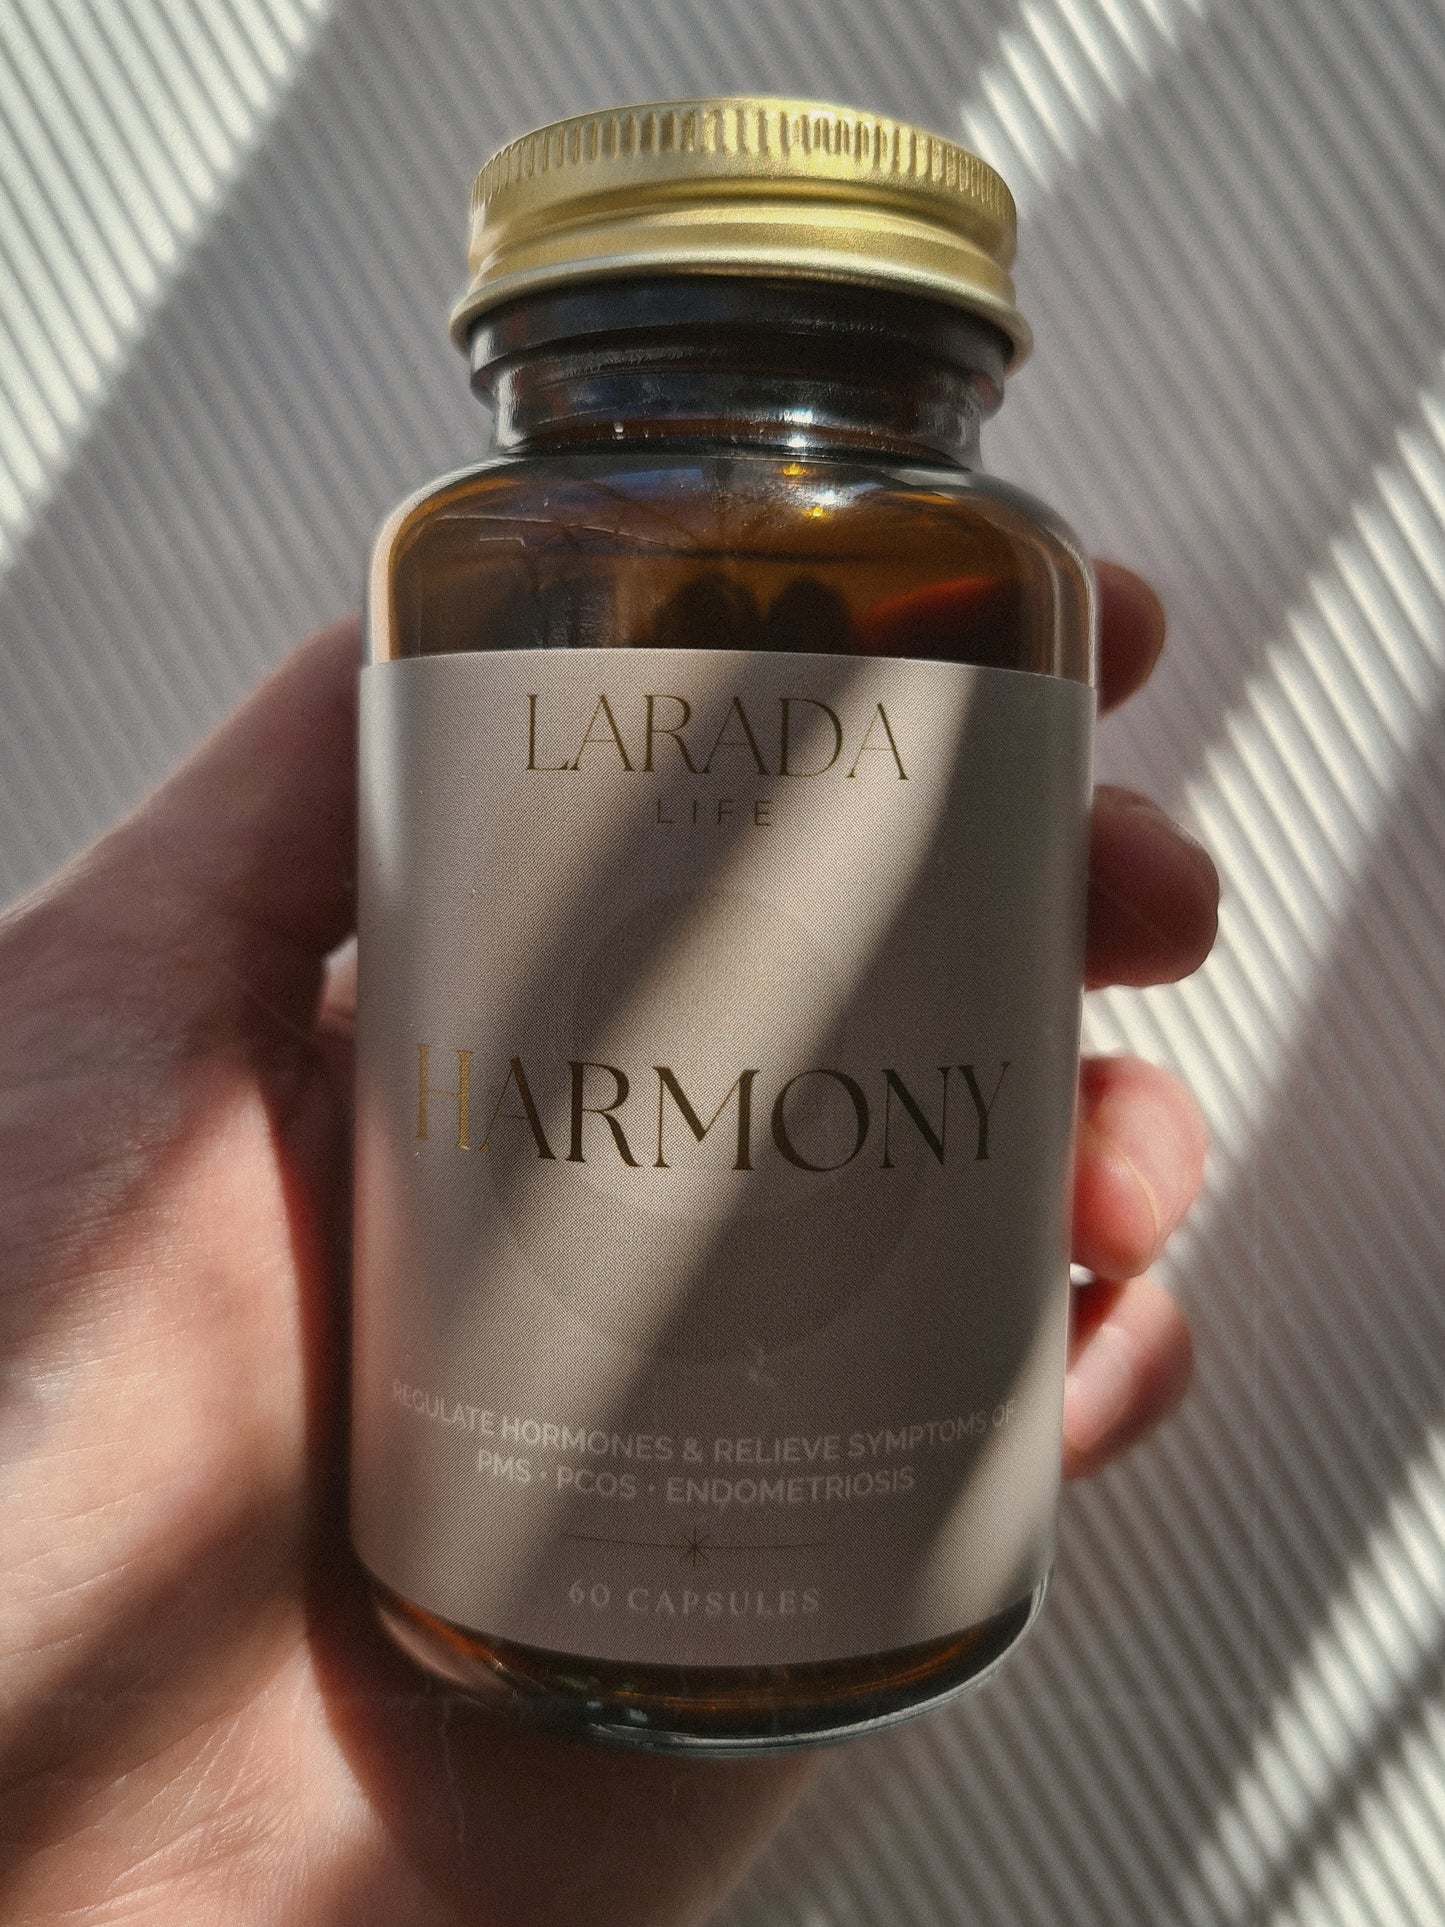 LARADA
LIFE
HARMONY
REGULATE HORMONES & RELIEVE SYMPTOMS OF
PMS • PCOS • ENDOMETRIOSIS
60 CAPSULES